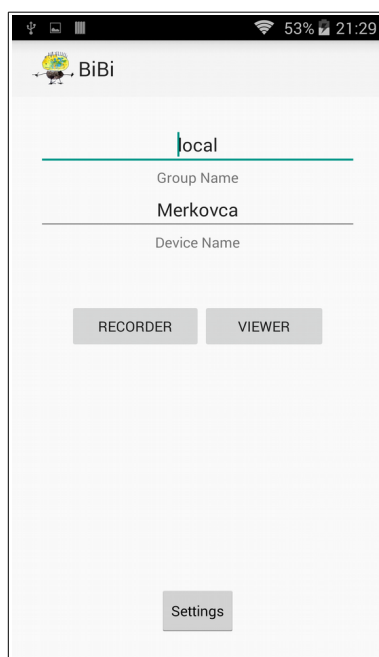 53% 21:29
BiBi
local
Group Name
Merkovca
Device Name
RECORDER VIEWER
Settings